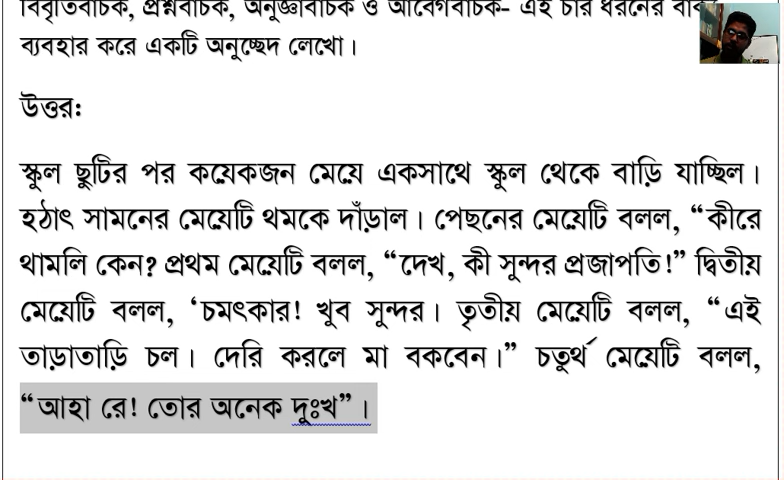 বিবৃতিবাচক, প্রশ্নবাচক, অনুজ্ঞাবাচক ও আবেগবাচক- এই চার ধরনের
ব্যবহার করে একটি অনুচ্ছেদ লেখো।
উত্তর:
স্কুল ছুটির পর কয়েকজন মেয়ে একসাথে স্কুল থেকে বাড়ি যাচ্ছিল।
হঠাৎ সামনের মেয়েটি থমকে দাঁড়াল। পেছনের মেয়েটি বলল, “কীরে
থামলি কেন? প্রথম মেয়েটি বলল, “দেখ, কী সুন্দর প্রজাপতি!” দ্বিতীয়
মেয়েটি বলল, ‘চমৎকার! খুব সুন্দর। তৃতীয় মেয়েটি বলল, “এই
তাড়াতাড়ি চল। দেরি করলে মা বকবেন।” চতুর্থ মেয়েটি বলল,
“আহা রে! তোর অনেক দুঃখ”।